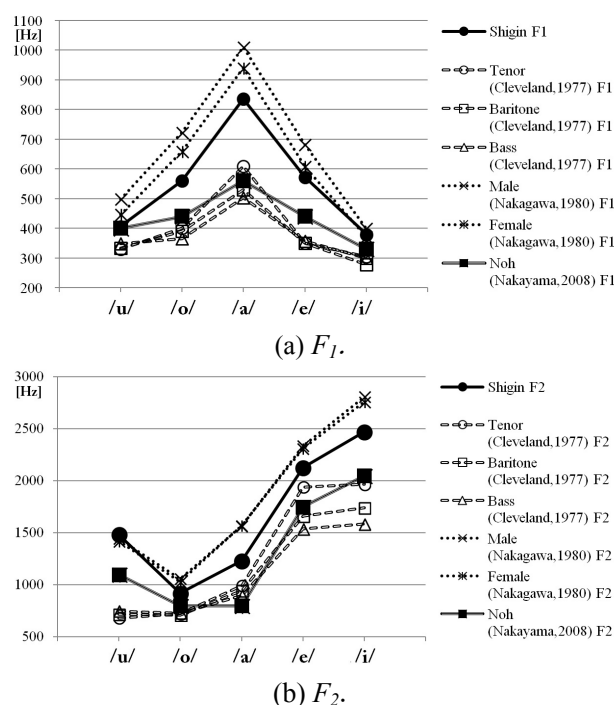 1100
[Hz]
1000
900
800
700
600
500
400
300
200
/u/ /o/ /a/ /e/ /i/
Shigin F1
Tenor
(Cleveland,1977) F1
Baritone
(Cleveland,1977) F1
Bass
(Cleveland,1977) F1
Male
(Nakagawa,1980) F1
Female
(Nakagawa,1980) F1
Noh
(Nakayama,2008) F1
(a) F1.
3000
[Hz]
2500
2000
1500
1000
500
/u/ /o/ /a/ /e/ /i/
Shigin F2
Tenor
(Cleveland,1977) F2
Baritone
(Cleveland,1977) F2
Bass
(Cleveland,1977) F2
Male
(Nakagawa,1980) F2
Female
(Nakagawa,1980) F2
Noh
(Nakayama,2008) F2
(b) F2.